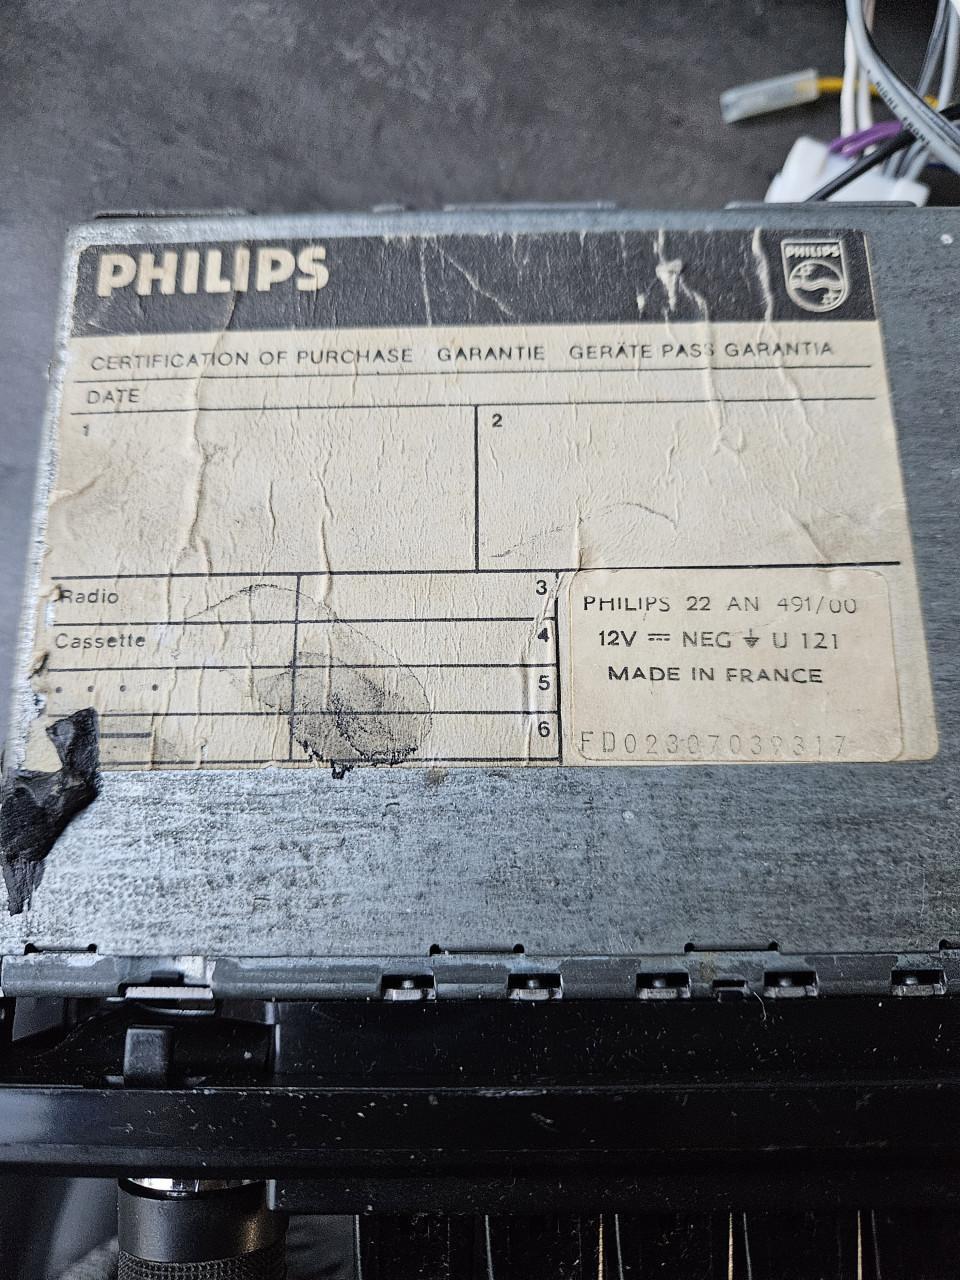 PHILIPS
PHILIPS
CERTIFICATION OF PURCHASE GARANTIE GERÄTE PASS GARANTIA
DATE
1
2
Radio
3
Cassette
4
5
6
PHILIPS 22 AN 491/00
12V ⎓ NEG ⏚ U 121
MADE IN FRANCE
FD02307039317